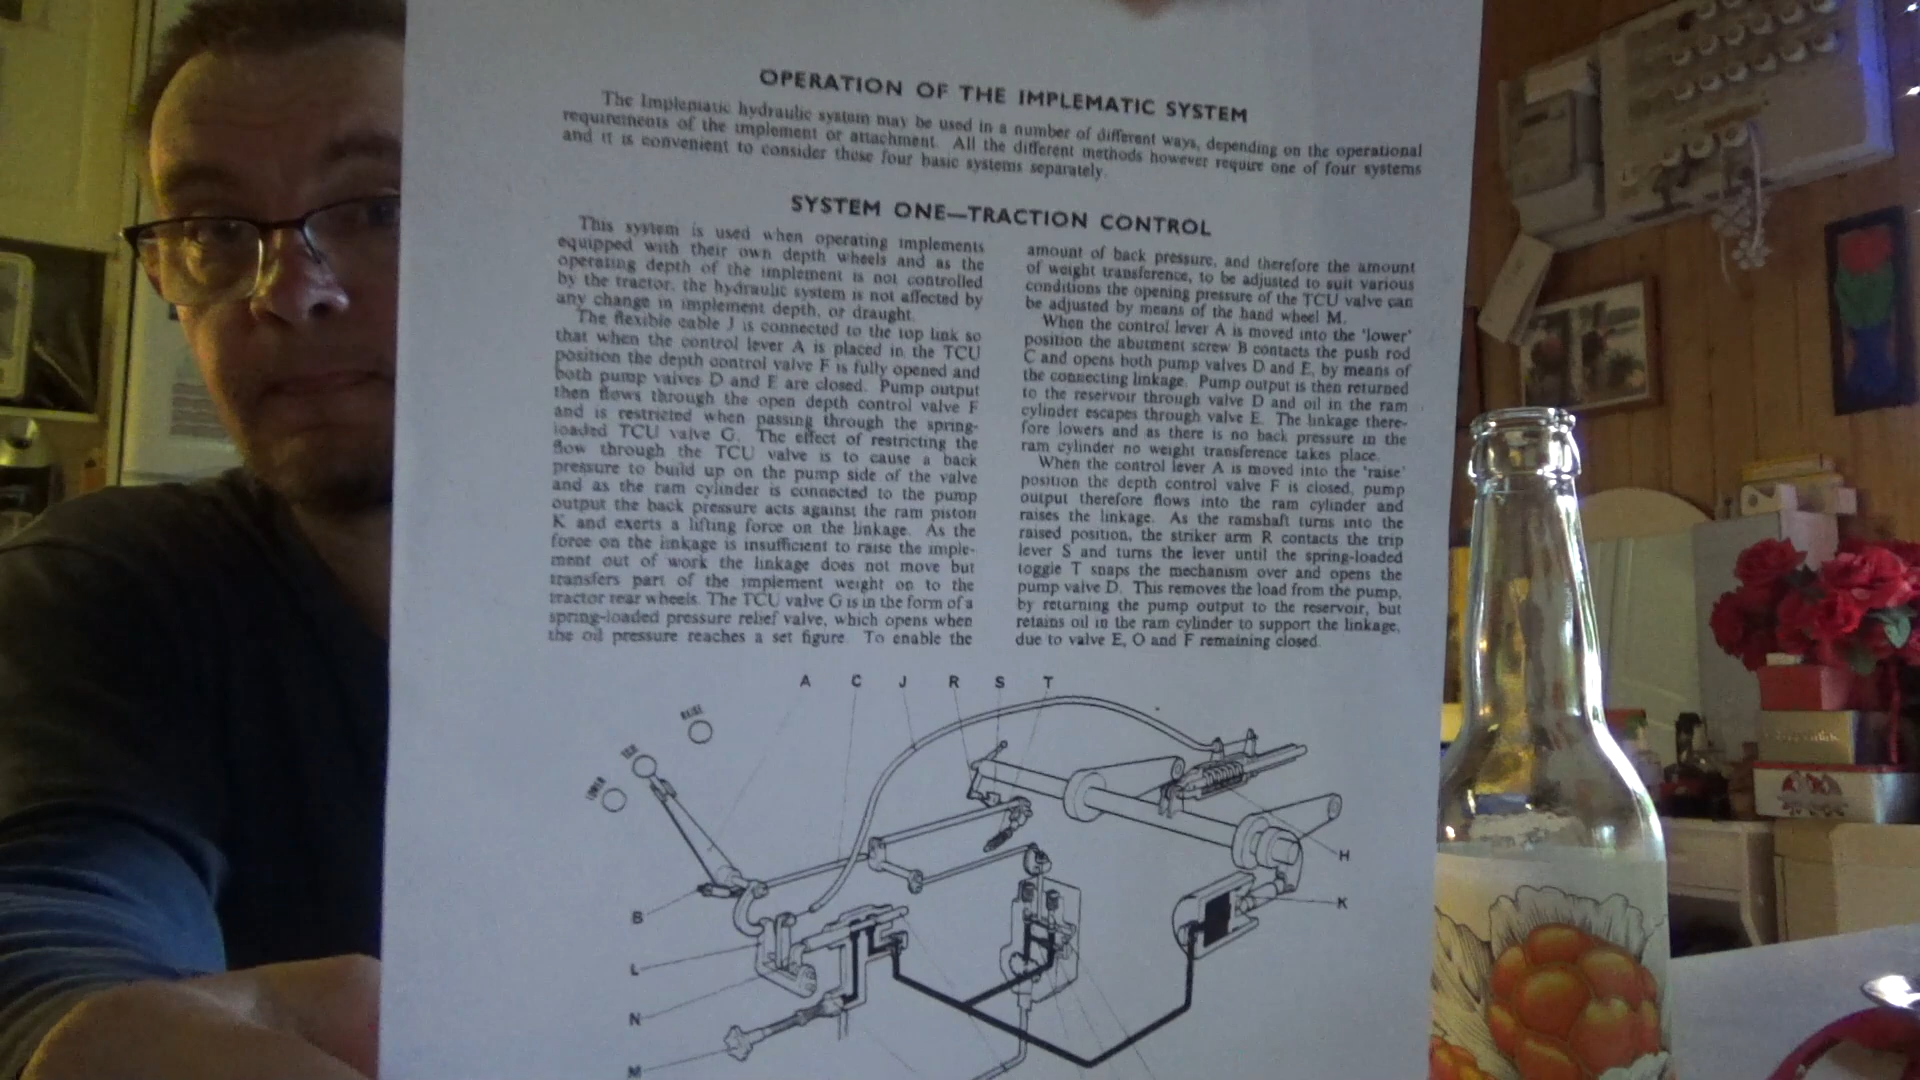 OPERATION OF THE IMPLEMATIC SYSTEM
The Implematic hydraulic system may be used in a number of different ways, depending on the operational
requirements of the implement or attachment. All the different methods however require one of four systems
and it is convenient to consider these four basic systems separately.
SYSTEM ONE—TRACTION CONTROL
This system is used when operating implements
equipped with their own depth wheels and as the
operating depth of the implement is not controlled
by the tractor, the hydraulic system is not affected by
any change in implement depth, or draught.
The flexible cable J is connected to the top link so
that when the control lever A is placed in the TCU
position the depth control valve F is fully opened and
both pump valves D and E are closed. Pump output
then flows through the open depth control valve F
and is restricted when passing through the spring-
loaded TCU valve G. The effect of restricting the
flow through the TCU valve is to cause a back
pressure to build up on the pump side of the valve
and as the ram cylinder is connected to the pump
output the back pressure acts against the ram piston
K and exerts a lifting force on the linkage. As the
force on the linkage is insufficient to raise the imple-
ment out of work the linkage does not move but
transfers part of the implement weight on to the
tractor rear wheels. The TCU valve G is in the form of a
spring-loaded pressure relief valve, which opens when
the oil pressure reaches a set figure. To enable the
amount of back pressure, and therefore the amount
of weight transference, to be adjusted to suit various
conditions the opening pressure of the TCU valve can
be adjusted by means of the hand wheel M.
When the control lever A is moved into the 'lower'
position the abutment screw B contacts the push rod
C and opens both pump valves D and E, by means of
the connecting linkage. Pump output is then returned
to the reservoir through valve D and oil in the ram
cylinder escapes through valve E. The linkage there-
fore lowers and as there is no back pressure in the
ram cylinder no weight transference takes place.
When the control lever A is moved into the 'raise'
position the depth control valve F is closed, pump
output therefore flows into the ram cylinder and
raises the linkage. As the ramshaft turns into the
raised position, the striker arm R contacts the trip
lever S and turns the lever until the spring-loaded
toggle T snaps the mechanism over and opens the
pump valve D. This removes the load from the pump,
by returning the pump output to the reservoir, but
retains oil in the ram cylinder to support the linkage,
due to valve E, O and F remaining closed.
A C J R S T
RAISE
TCU
LOWER
H
B
K
L
N
M